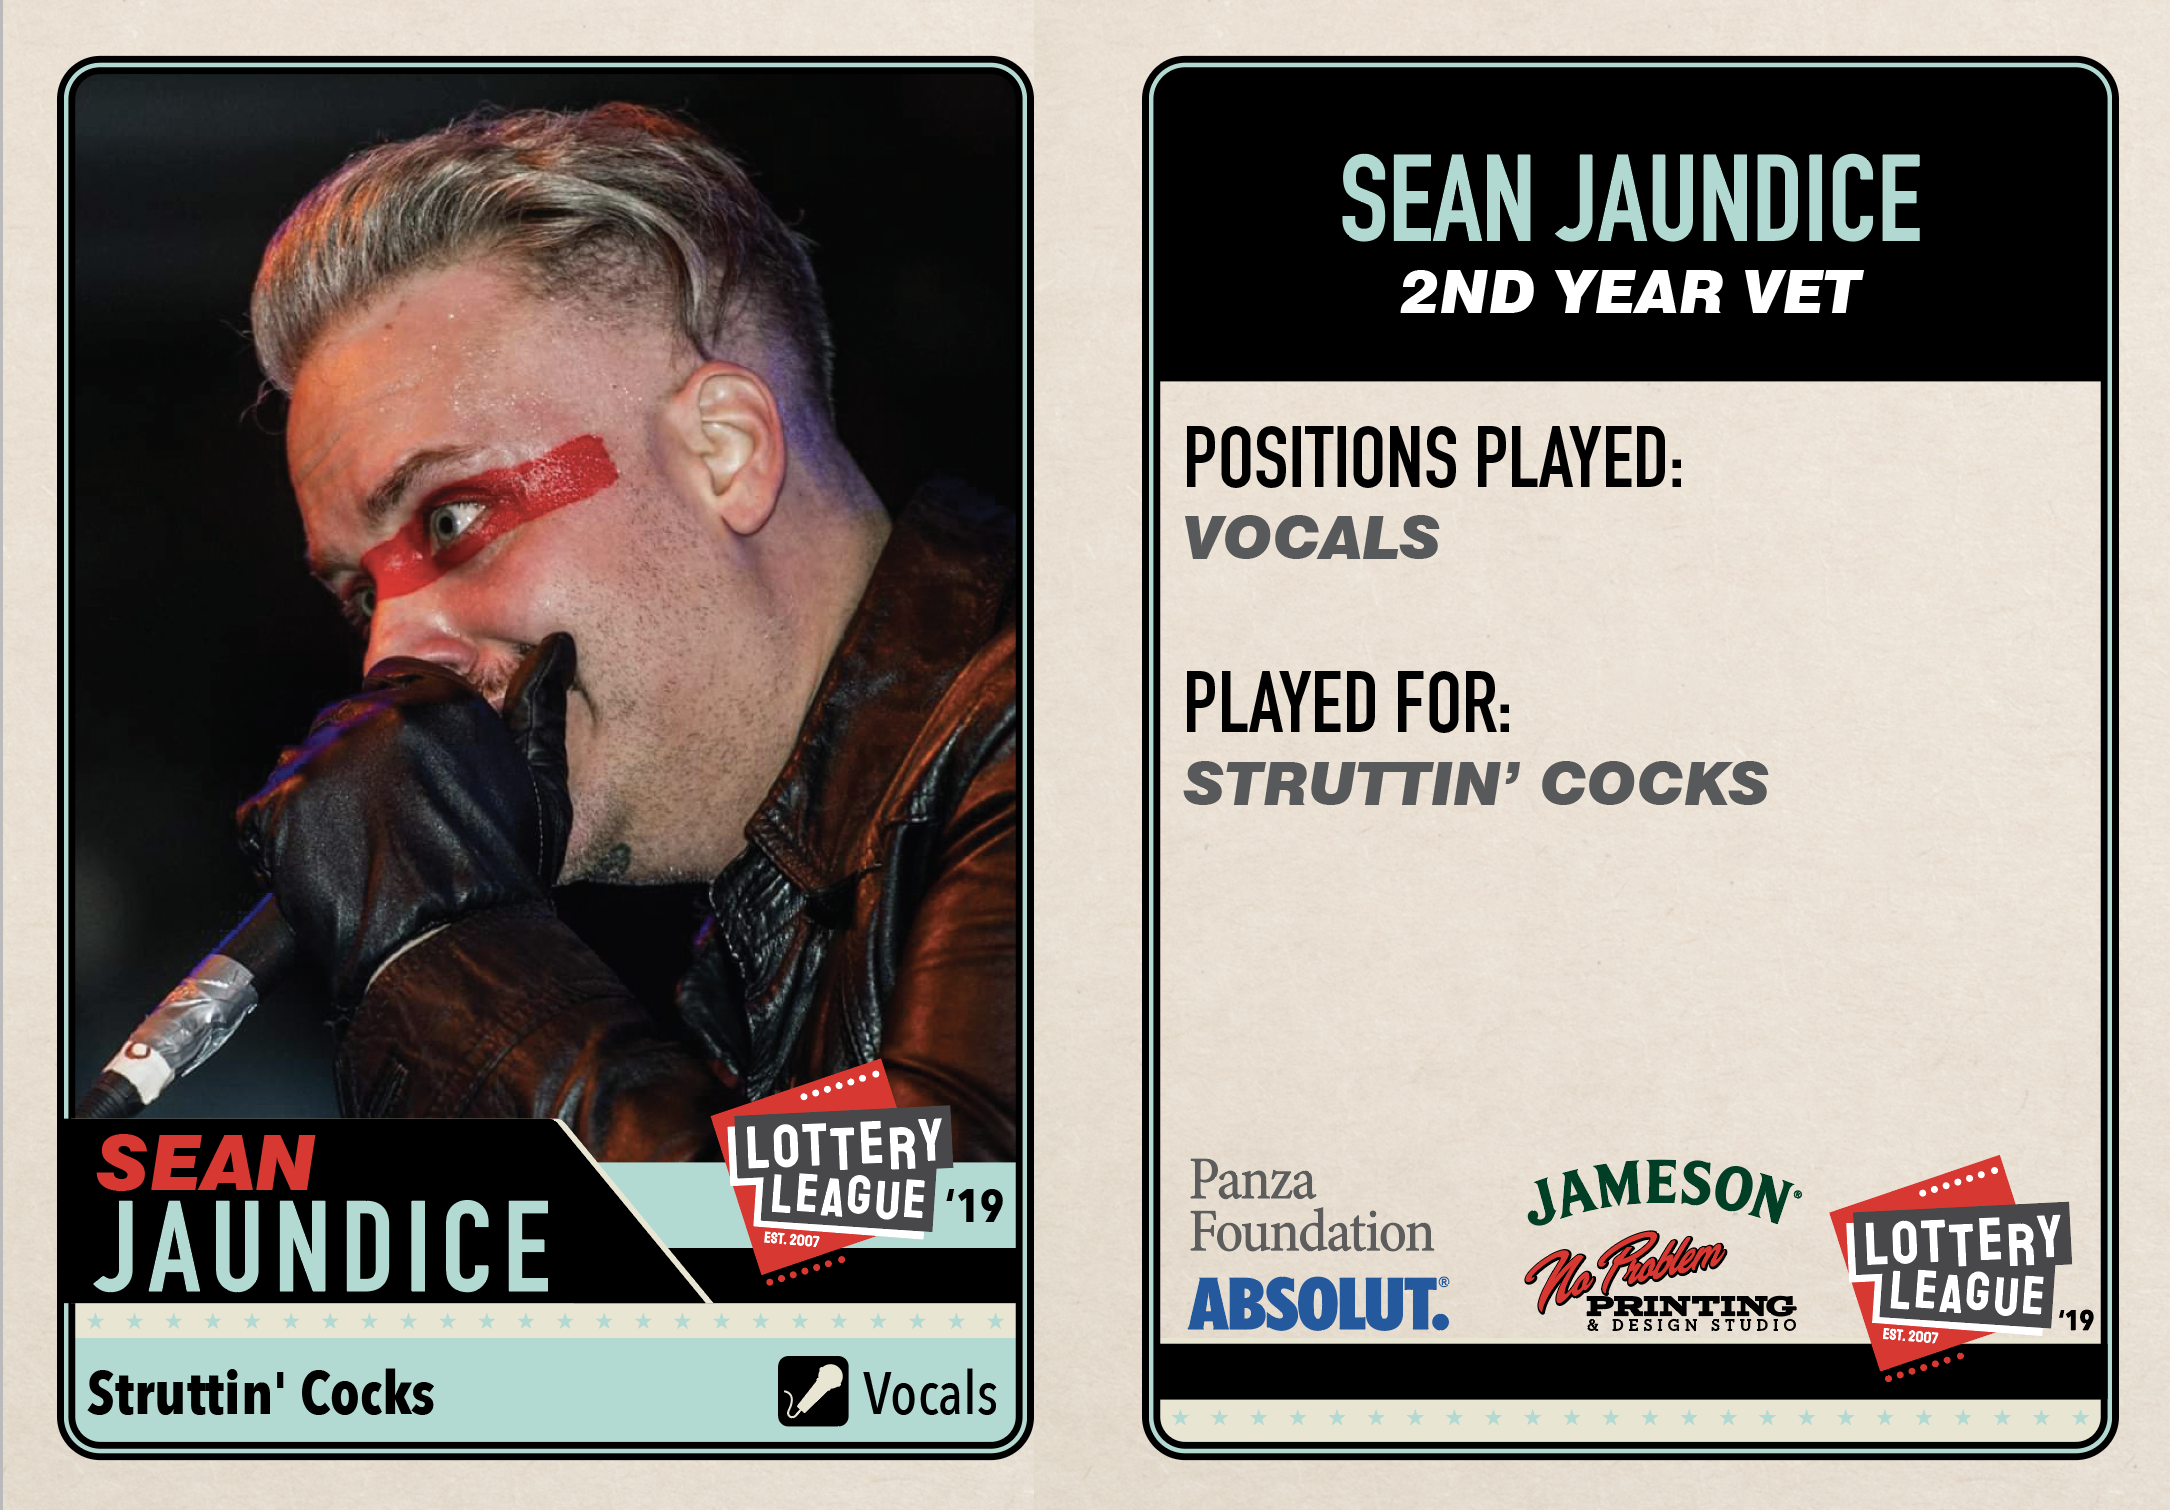 SEAN
JAUNDICE
LOTTERY
LEAGUE
EST. 2007
'19
Struttin' Cocks
Vocals
SEAN JAUNDICE
2ND YEAR VET
POSITIONS PLAYED:
VOCALS
PLAYED FOR:
STRUTTIN’ COCKS
Panza
Foundation
ABSOLUT.®
JAMESON®
No Problem
PRINTING
& DESIGN STUDIO
LOTTERY
LEAGUE
EST. 2007
'19